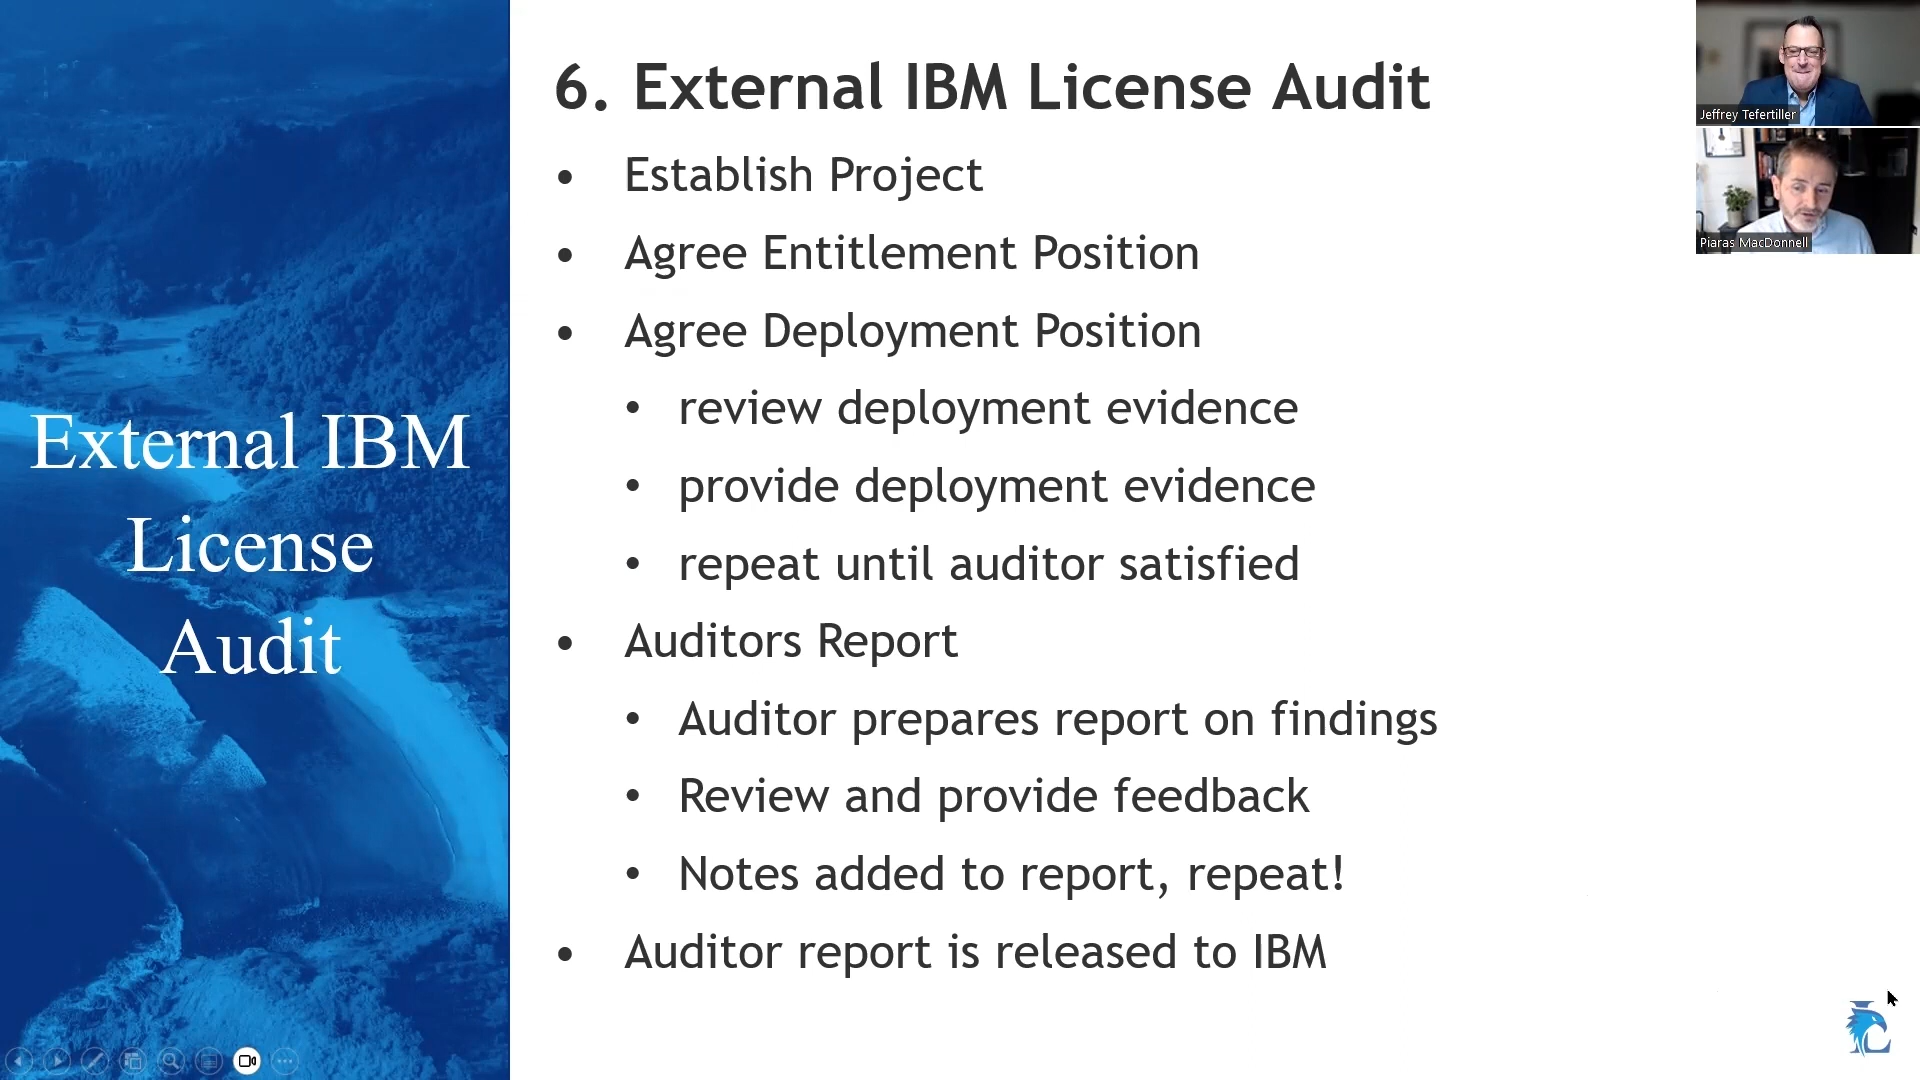 External IBM
License
Audit
6. External IBM License Audit
• Establish Project
• Agree Entitlement Position
• Agree Deployment Position
• review deployment evidence
• provide deployment evidence
• repeat until auditor satisfied
• Auditors Report
• Auditor prepares report on findings
• Review and provide feedback
• Notes added to report, repeat!
• Auditor report is released to IBM
Jeffrey Tefertiller
Piaras MacDonnell